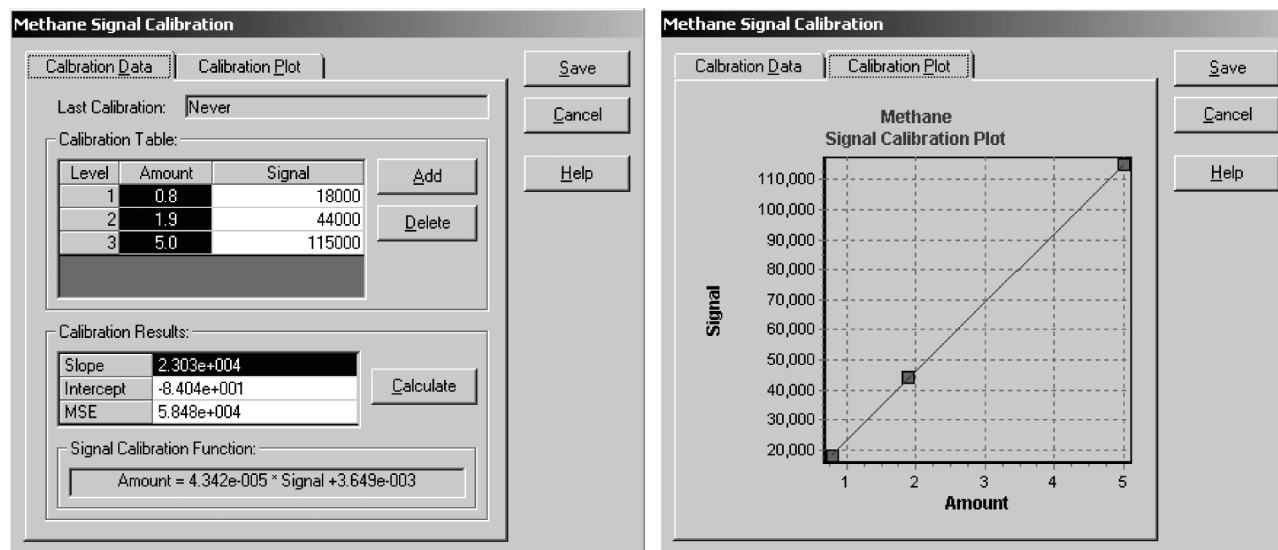 Methane Signal Calibration
Calbration Data
Calibration Plot
Save
Cancel
Help
Last Calibration: Never
Calibration Table:
Level Amount Signal
1 0.8 18000
2 1.9 44000
3 5.0 115000
Add
Delete
Calibration Results:
Slope 2.303e+004
Intercept -8.404e+001
MSE 5.848e+004
Calculate
Signal Calibration Function:
Amount = 4.342e-005 * Signal +3.649e-003
Methane Signal Calibration
Calbration Data
Calibration Plot
Save
Cancel
Help
Methane
Signal Calibration Plot
Signal
110,000
100,000
90,000
80,000
70,000
60,000
50,000
40,000
30,000
20,000
1 2 3 4 5
Amount